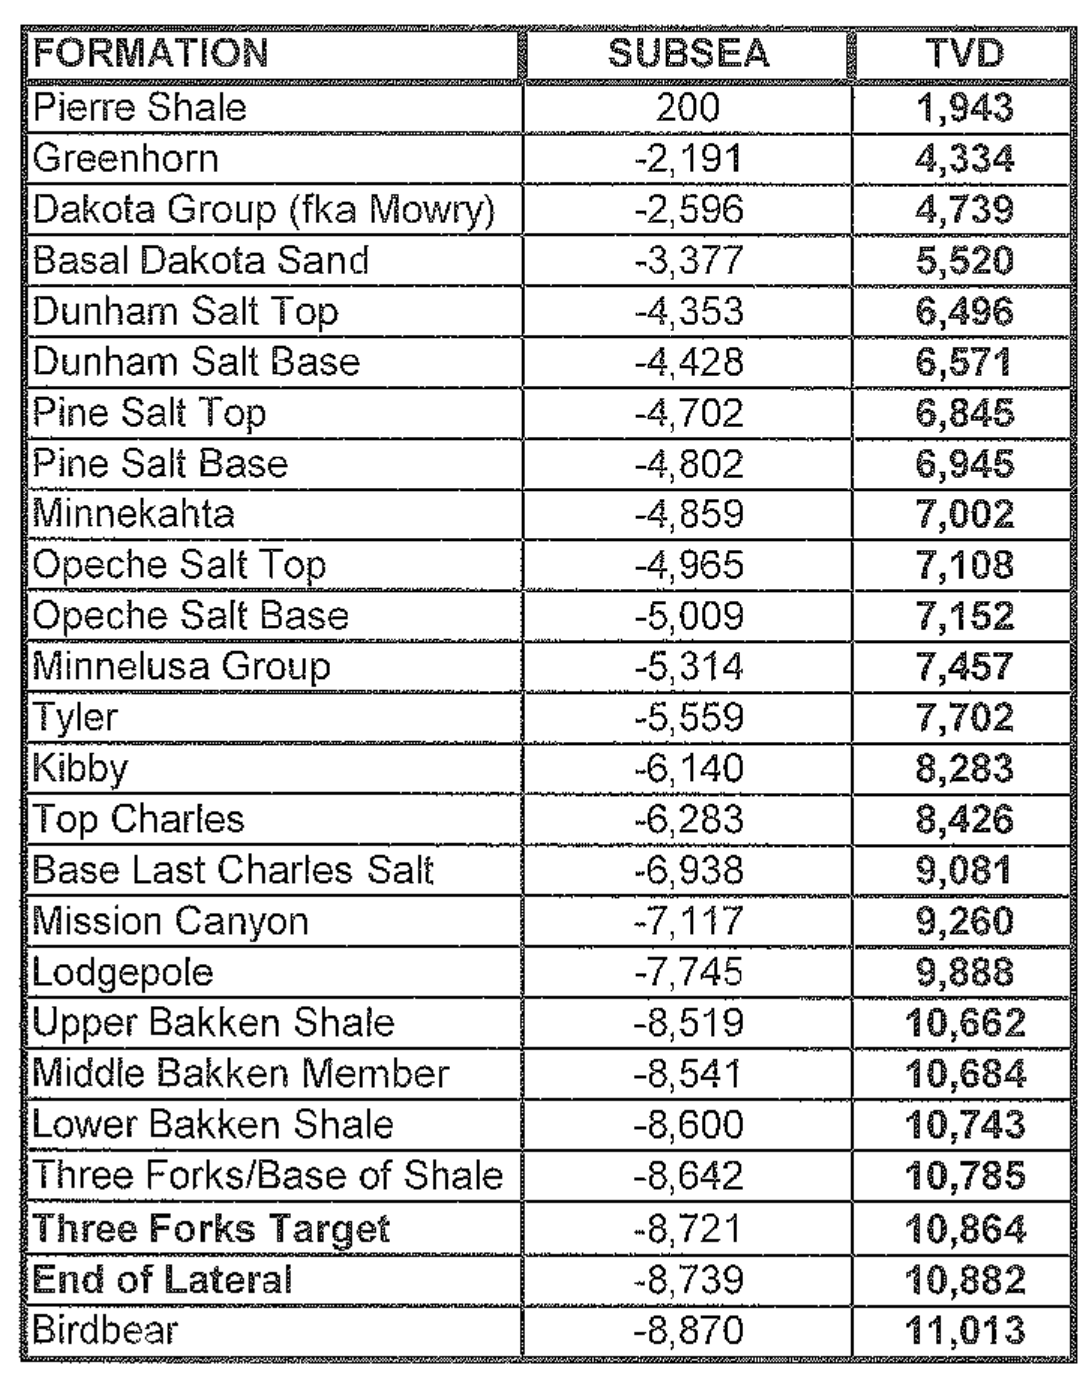 FORMATION SUBSEA TVD
Pierre Shale 200 1,943
Greenhorn -2,191 4,334
Dakota Group (fka Mowry) -2,596 4,739
Basal Dakota Sand -3,377 5,520
Dunham Salt Top -4,353 6,496
Dunham Salt Base -4,428 6,571
Pine Salt Top -4,702 6,845
Pine Salt Base -4,802 6,945
Minnekahta -4,859 7,002
Opeche Salt Top -4,965 7,108
Opeche Salt Base -5,009 7,152
Minnelusa Group -5,314 7,457
Tyler -5,559 7,702
Kibby -6,140 8,283
Top Charles -6,283 8,426
Base Last Charles Salt -6,938 9,081
Mission Canyon -7,117 9,260
Lodgepole -7,745 9,888
Upper Bakken Shale -8,519 10,662
Middle Bakken Member -8,541 10,684
Lower Bakken Shale -8,600 10,743
Three Forks/Base of Shale -8,642 10,785
Three Forks Target -8,721 10,864
End of Lateral -8,739 10,882
Birdbear -8,870 11,013